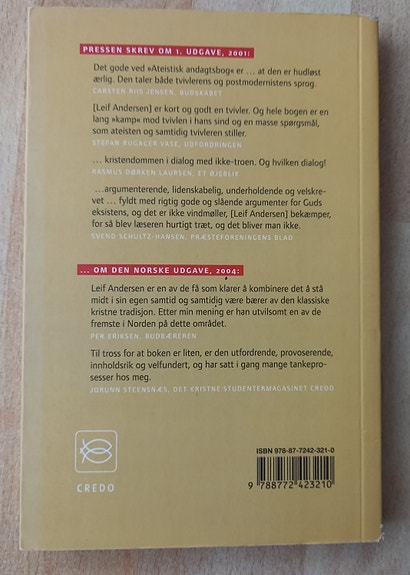 PRESSEN SKREV OM 1. UDGAVE, 2001:
Det gode ved »Ateistisk andagtsbog« er … at den er hudløst
ærlig. Den taler både tvivlerens og postmodernistens sprog.
CARSTEN RIIS JENSEN, BUDSKABET
[Leif Andersen] er kort og godt en tvivler. Og hele bogen er en
lang «kamp» mod tvivlen i hans sind og en masse spørgsmål,
som ateisten og samtidig tvivleren stiller.
STEFAN RUGAGER VASE, UDFORDRINGEN
… kristendommen i dialog med ikke-troen. Og hvilken dialog!
RASMUS DØRKEN LAURSEN, ET ØJEBLIK
…argumenterende, lidenskabelig, underholdende og velskre-
vet … fyldt med rigtig gode og slående argumenter for Guds
eksistens, og det er ikke vindmøller, [Leif Andersen] bekæmper,
for så blev læseren hurtigt træt, og det bliver man ikke.
SVEND SCHULTZ-HANSEN, PRÆSTEFORENINGENS BLAD
... OM DEN NORSKE UDGAVE, 2004:
Leif Andersen er en av de få som klarer å kombinere det å stå
midt i sin egen samtid og samtidig være bærer av den klassiske
kristne tradisjon. Etter min mening er han utvilsomt en av de
fremste i Norden på dette området.
PER ERIKSEN, BUDBÆREREN
Til tross for at boken er liten, er den utfordrende, provoserende,
innholdsrik og velfundert, og har satt i gang mange tankepro-
sesser hos meg.
JORUNN STEENSNÆS, DET KRISTNE STUDENTERMAGASINET CREDO
CREDO
ISBN 978-87-7242-321-0
9 788772 423210